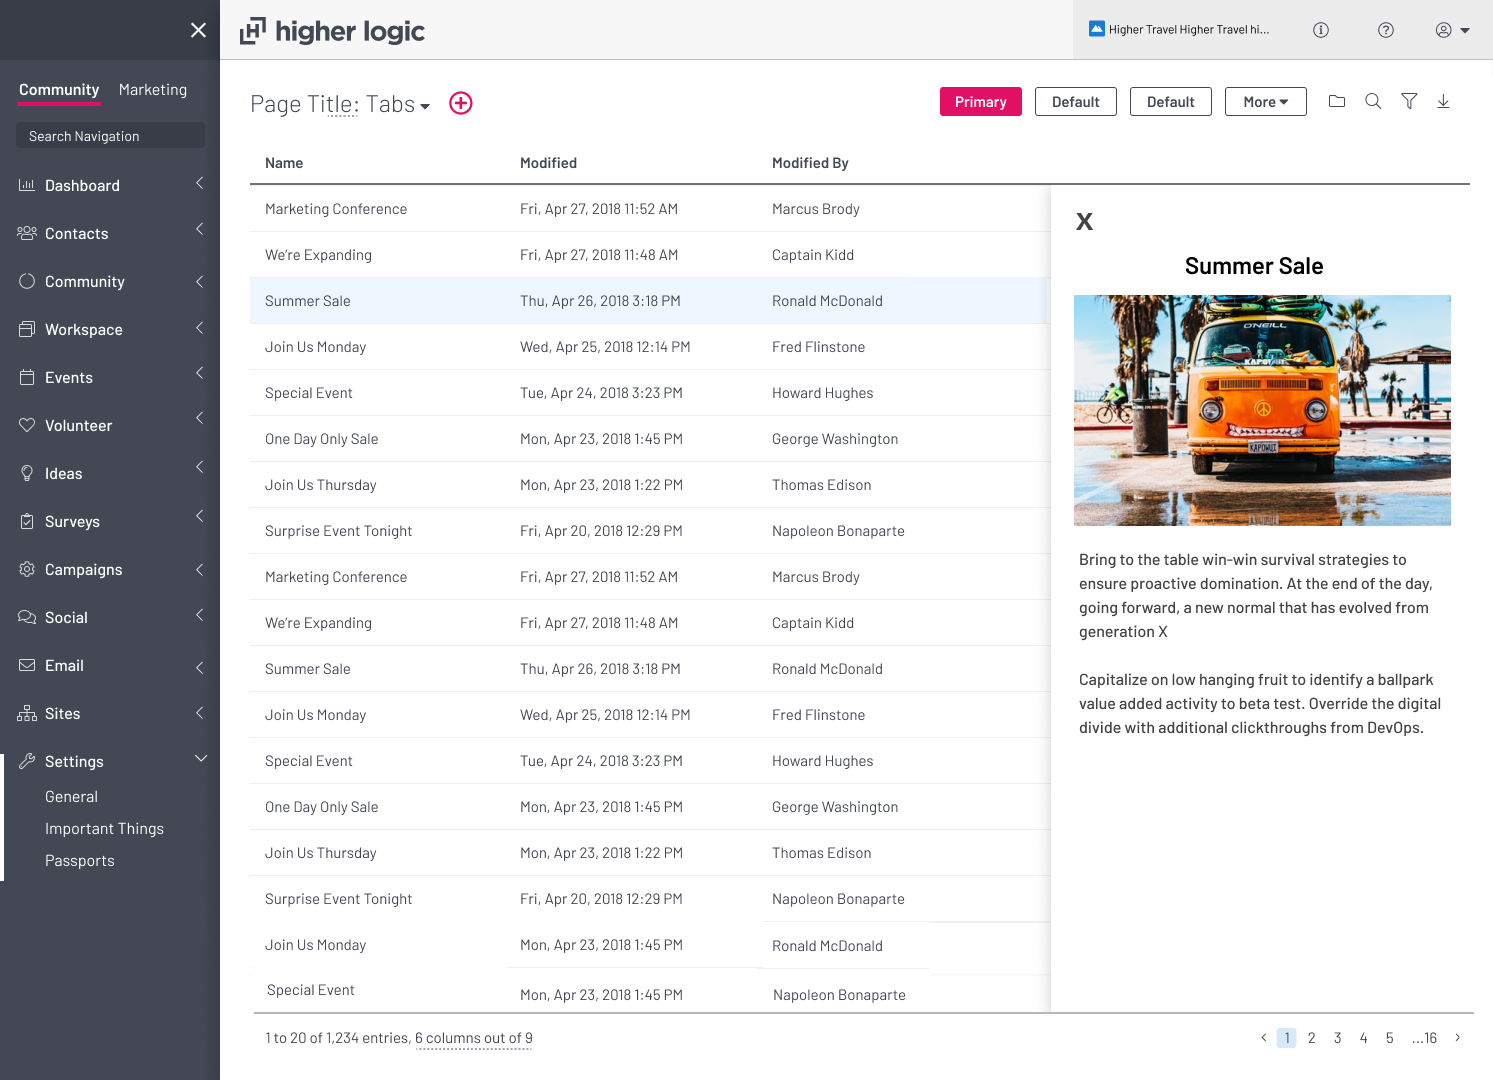 higher logic
Higher Travel Higher Travel hi...
Community Marketing
Search Navigation
Dashboard
Contacts
Community
Workspace
Events
Volunteer
Ideas
Surveys
Campaigns
Social
Email
Sites
Settings
General
Important Things
Passports
Page Title: Tabs
Primary Default Default More
Name Modified Modified By
Marketing Conference Fri, Apr 27, 2018 11:52 AM Marcus Brody
We're Expanding Fri, Apr 27, 2018 11:48 AM Captain Kidd
Summer Sale Thu, Apr 26, 2018 3:18 PM Ronald McDonald
Join Us Monday Wed, Apr 25, 2018 12:14 PM Fred Flinstone
Special Event Tue, Apr 24, 2018 3:23 PM Howard Hughes
One Day Only Sale Mon, Apr 23, 2018 1:45 PM George Washington
Join Us Thursday Mon, Apr 23, 2018 1:22 PM Thomas Edison
Surprise Event Tonight Fri, Apr 20, 2018 12:29 PM Napoleon Bonaparte
Marketing Conference Fri, Apr 27, 2018 11:52 AM Marcus Brody
We're Expanding Fri, Apr 27, 2018 11:48 AM Captain Kidd
Summer Sale Thu, Apr 26, 2018 3:18 PM Ronald McDonald
Join Us Monday Wed, Apr 25, 2018 12:14 PM Fred Flinstone
Special Event Tue, Apr 24, 2018 3:23 PM Howard Hughes
One Day Only Sale Mon, Apr 23, 2018 1:45 PM George Washington
Join Us Thursday Mon, Apr 23, 2018 1:22 PM Thomas Edison
Surprise Event Tonight Fri, Apr 20, 2018 12:29 PM Napoleon Bonaparte
Join Us Monday Mon, Apr 23, 2018 1:45 PM Ronald McDonald
Special Event Mon, Apr 23, 2018 1:45 PM Napoleon Bonaparte
X
Summer Sale
O'NEILL
KAPOWUI
Bring to the table win-win survival strategies to
ensure proactive domination. At the end of the day,
going forward, a new normal that has evolved from
generation X
Capitalize on low hanging fruit to identify a ballpark
value added activity to beta test. Override the digital
divide with additional clickthroughs from DevOps.
1 to 20 of 1,234 entries, 6 columns out of 9
< 1 2 3 4 5 ...16 >